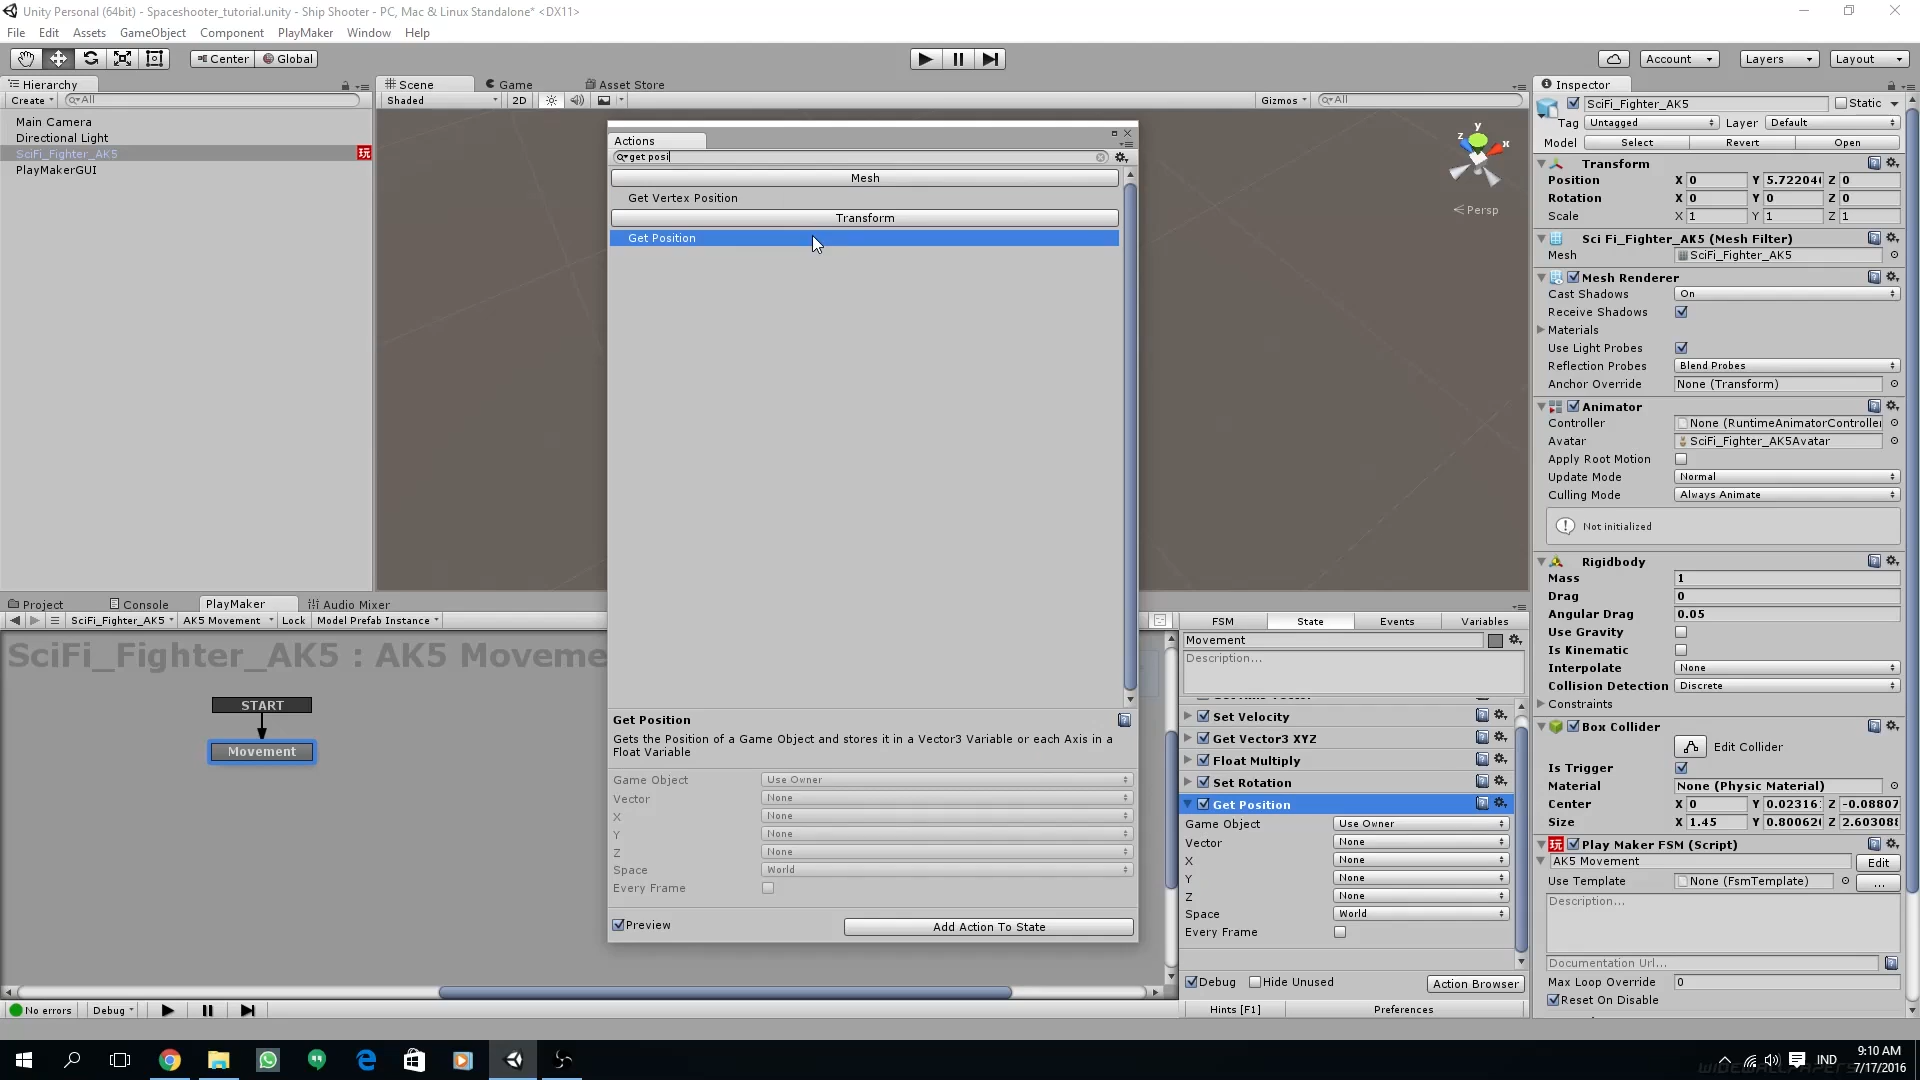 Unity Personal (64bit) - Spaceshooter_tutorial.unity - Ship Shooter - PC, Mac & Linux Standalone* <DX11>
File Edit Assets GameObject Component PlayMaker Window Help
Center Global Account Layers Layout
Hierarchy
Create All
Main Camera
Directional Light
SciFi_Fighter_AK5
PlayMakerGUI
Scene Game Asset Store
Shaded 2D Gizmos All
y
z x
Persp
Actions
get posi
Mesh
Get Vertex Position
Transform
Get Position
Get Position
Gets the Position of a Game Object and stores it in a Vector3 Variable or each Axis in a
Float Variable
Game Object Use Owner
Vector None
X None
Y None
Z None
Space World
Every Frame
Preview Add Action To State
Project Console PlayMaker Audio Mixer
SciFi_Fighter_AK5 AK5 Movement Lock Model Prefab Instance
SciFi_Fighter_AK5 : AK5 Moveme
START
Movement
FSM State Events Variables
Movement
Description...
Set Velocity
Get Vector3 XYZ
Float Multiply
Set Rotation
Get Position
Game Object Use Owner
Vector None
X None
Y None
Z None
Space World
Every Frame
Debug Hide Unused Action Browser
Hints [F1] Preferences
No errors Debug
Inspector
SciFi_Fighter_AK5 Static
Tag Untagged Layer Default
Model Select Revert Open
Transform
Position X 0 Y 5.72204( Z 0
Rotation X 0 Y 0 Z 0
Scale X 1 Y 1 Z 1
Sci Fi_Fighter_AK5 (Mesh Filter)
Mesh SciFi_Fighter_AK5
Mesh Renderer
Cast Shadows On
Receive Shadows
Materials
Use Light Probes
Reflection Probes Blend Probes
Anchor Override None (Transform)
Animator
Controller None (RuntimeAnimatorController
Avatar SciFi_Fighter_AK5Avatar
Apply Root Motion
Update Mode Normal
Culling Mode Always Animate
Not initialized
Rigidbody
Mass 1
Drag 0
Angular Drag 0.05
Use Gravity
Is Kinematic
Interpolate None
Collision Detection Discrete
Constraints
Box Collider
Edit Collider
Is Trigger
Material None (Physic Material)
Center X 0 Y 0.02316 Z -0.08807
Size X 1.45 Y 0.80062 Z 2.60308
玩 Play Maker FSM (Script)
AK5 Movement Edit
Use Template None (FsmTemplate) ...
Description...
Documentation Url...
Max Loop Override 0
Reset On Disable
IND
9:10 AM
7/17/2016